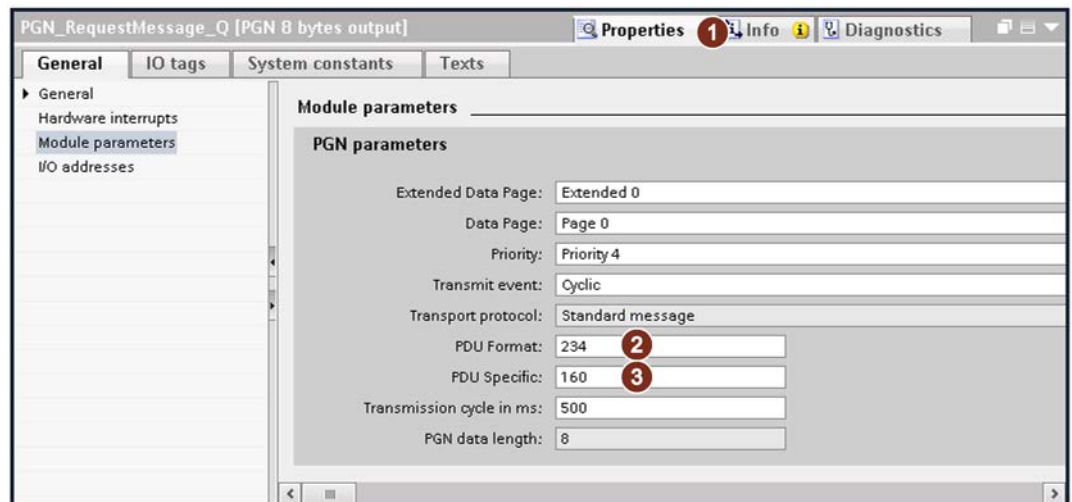 PGN_RequestMessage_Q [PGN 8 bytes output] Properties 1 Info Diagnostics
General IO tags System constants Texts
General
Hardware interrupts
Module parameters
I/O addresses
Module parameters
PGN parameters
Extended Data Page: Extended 0
Data Page: Page 0
Priority: Priority 4
Transmit event: Cyclic
Transport protocol: Standard message
PDU Format: 234 2
PDU Specific: 160 3
Transmission cycle in ms: 500
PGN data length: 8